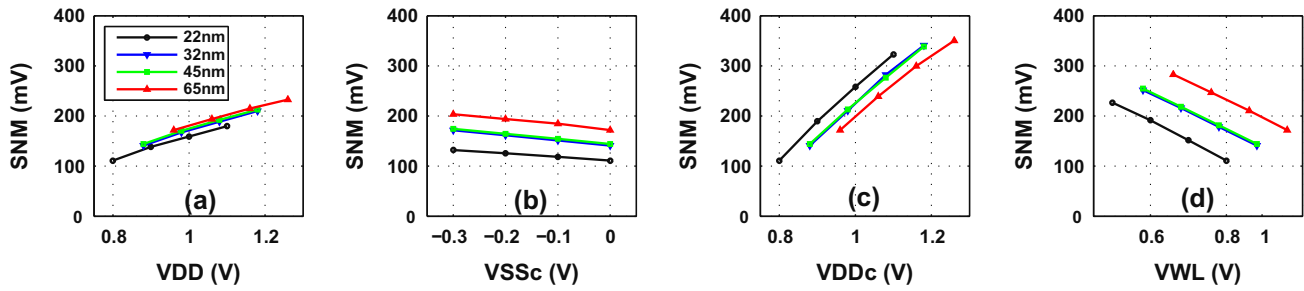 400
300
200
100
0
SNM (mV)
22nm
32nm
45nm
65nm
(a)
0.8 1 1.2
VDD (V)
400
300
200
100
0
SNM (mV)
(b)
−0.3 −0.2 −0.1 0
VSSc (V)
400
300
200
100
0
SNM (mV)
(c)
0.8 1 1.2
VDDc (V)
400
300
200
100
0
SNM (mV)
(d)
0.6 0.8 1
VWL (V)